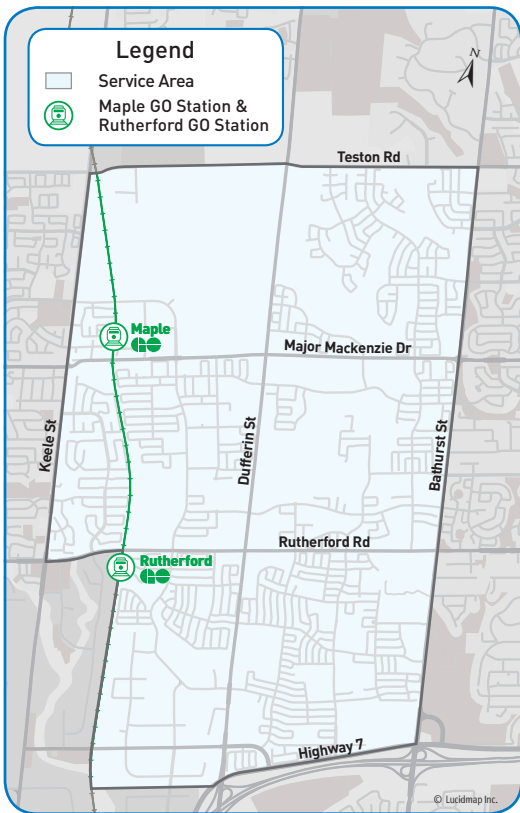 Legend
Service Area
Maple GO Station &
Rutherford GO Station
N
Teston Rd
Maple
GO
Major Mackenzie Dr
Keele St
Dufferin St
Bathurst St
Rutherford Rd
Rutherford
GO
Highway 7
© Lucidmap Inc.